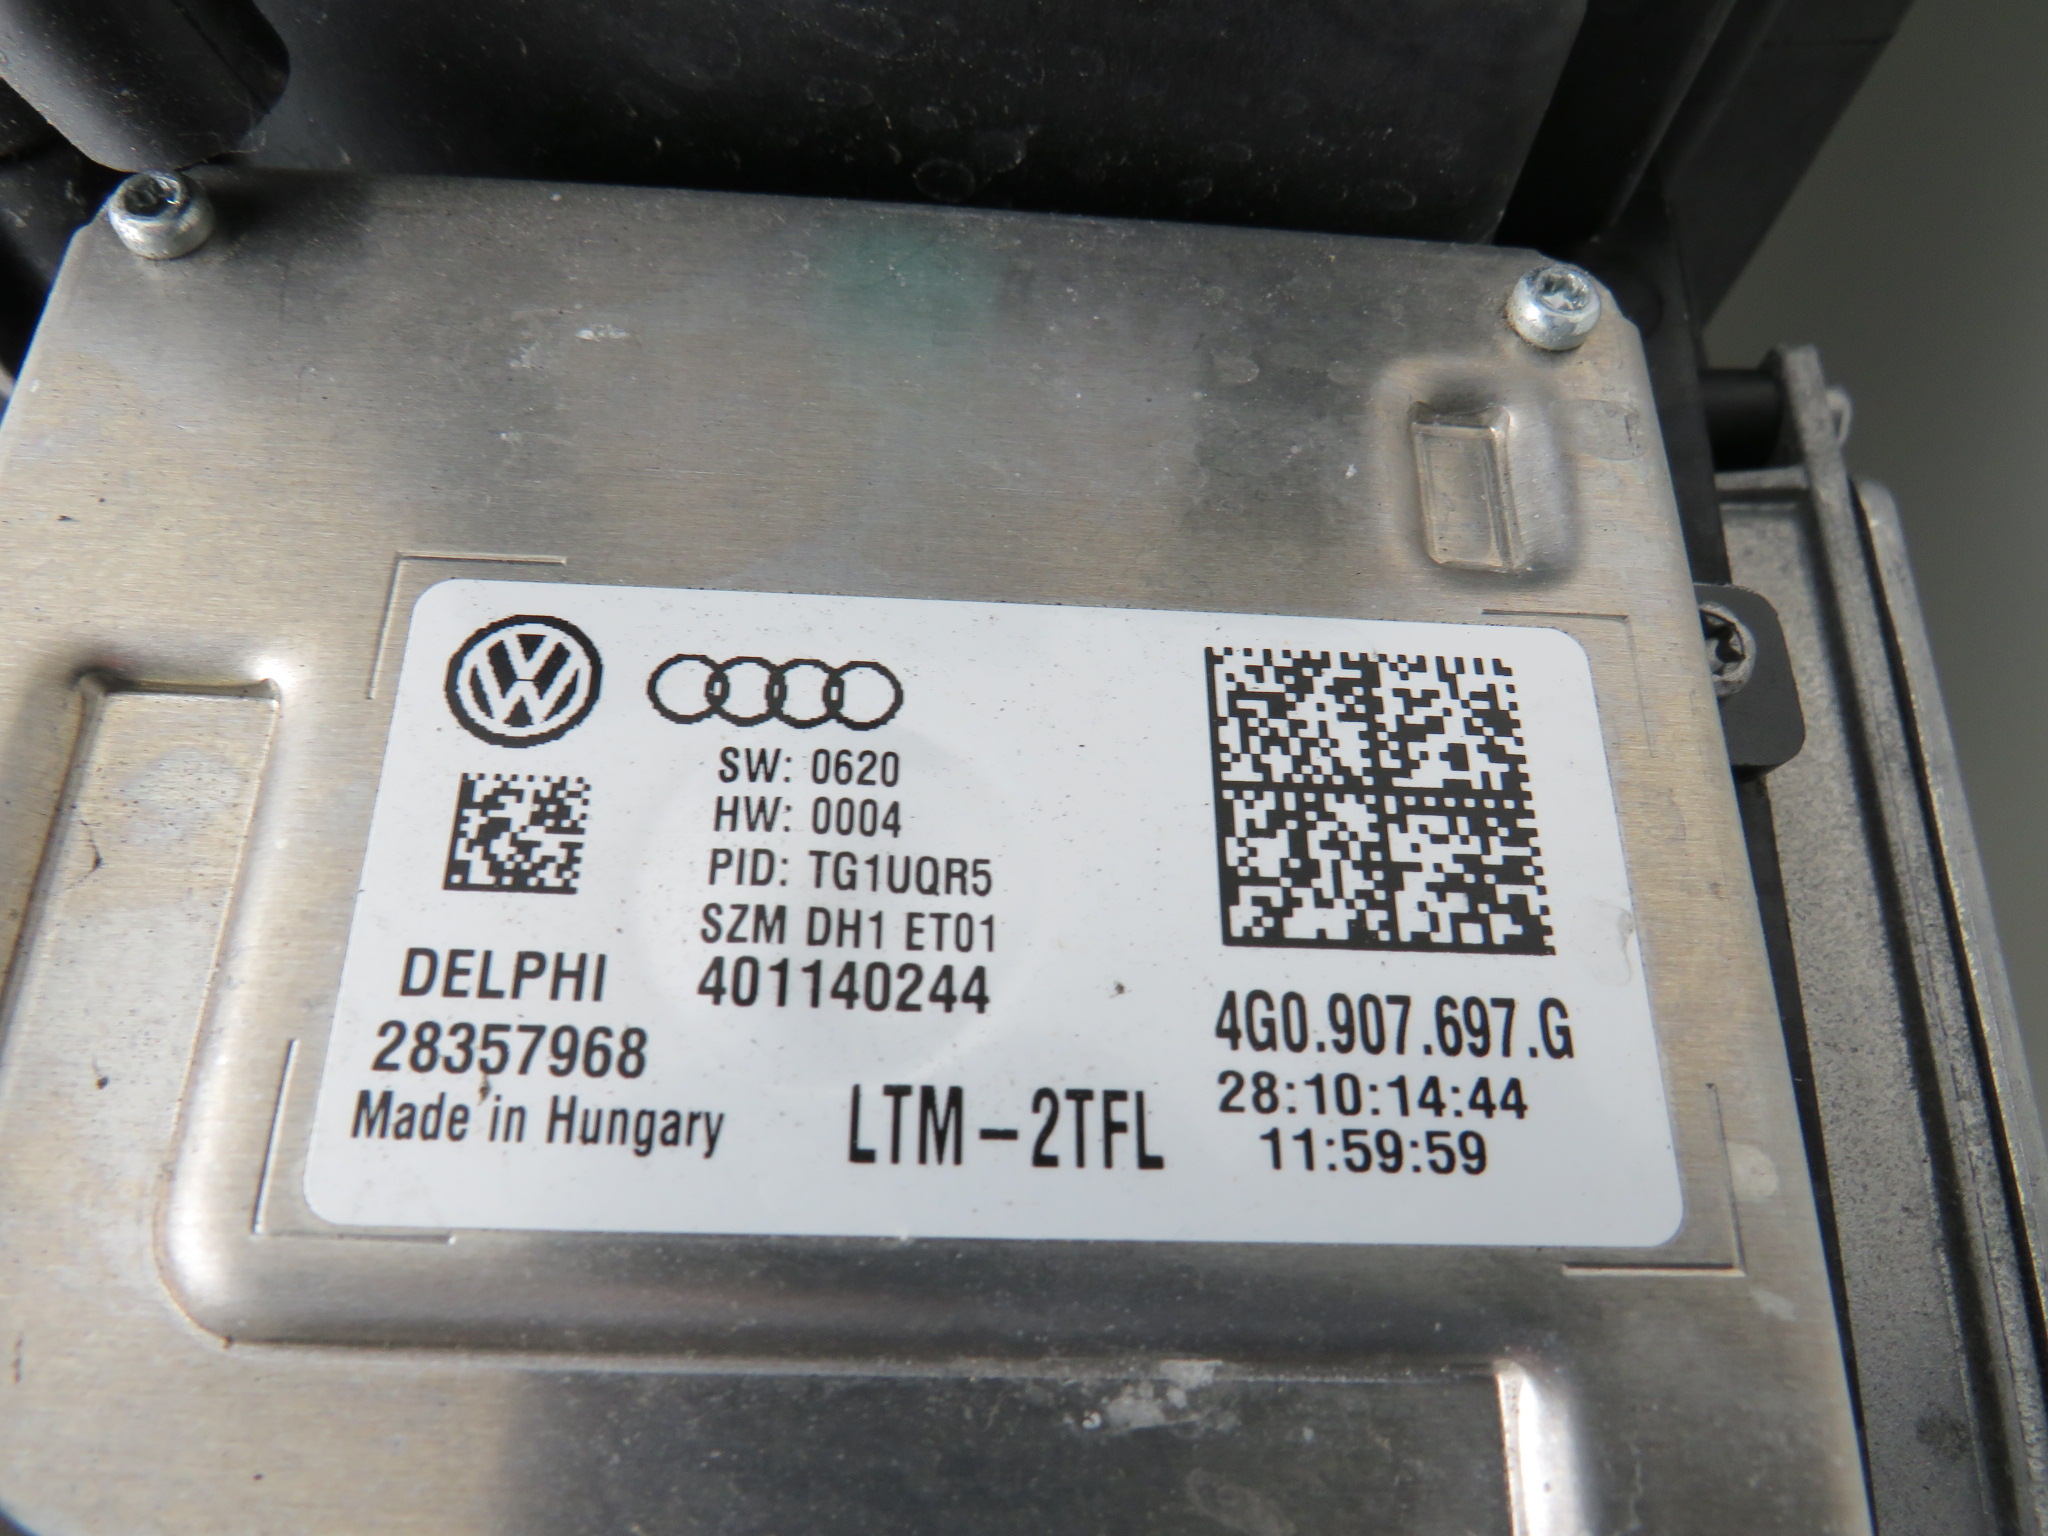 SW: 0620
HW: 0004
PID: TG1UQR5
SZM DH1 ET01
401140244
DELPHI
28357968
Made in Hungary
LTM-2TFL
4G0.907.697.G
28:10:14:44
11:59:59